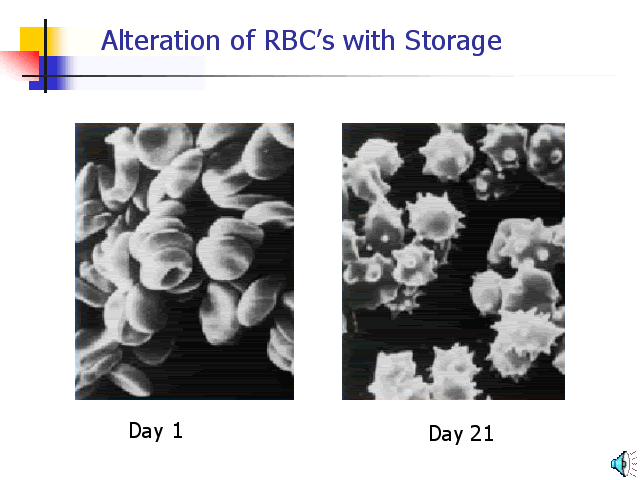 Alteration of RBC’s with Storage
Day 1
Day 21